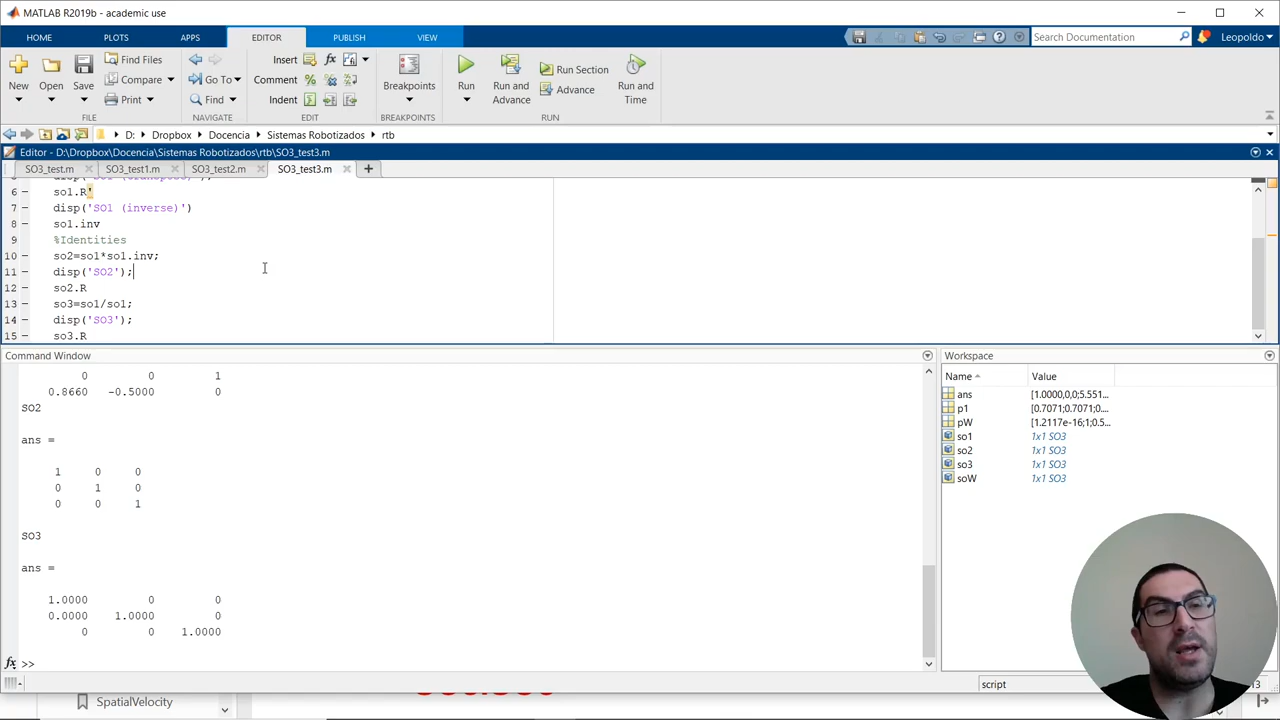 MATLAB R2019b - academic use
HOME PLOTS APPS EDITOR PUBLISH VIEW Search Documentation Leopoldo
New Open Save Find Files Compare Print Go To Find Insert Comment Indent Breakpoints Run Run and Advance Run Section Advance Run and Time
FILE NAVIGATE EDIT BREAKPOINTS RUN
D: Dropbox Docencia Sistemas Robotizados rtb
Editor - D:\Dropbox\Docencia\Sistemas Robotizados\rtb\SO3_test3.m
SO3_test.m SO3_test1.m SO3_test2.m SO3_test3.m
6 so1.R'
7 disp('SO1 (inverse)')
8 so1.inv
9 %Identities
10 so2=so1*so1.inv;
11 disp('SO2');
12 so2.R
13 so3=so1/so1;
14 disp('SO3');
15 so3.R
Command Window
0 0 1
0.8660 -0.5000 0
SO2
ans =
1 0 0
0 1 0
0 0 1
SO3
ans =
1.0000 0 0
0.0000 1.0000 0
0 0 1.0000
fx >>
Workspace
Name Value
ans [1.0000,0,0;5.551...
p1 [0.7071;0.7071;0....
pW [1.2117e-16;1;0.5...
so1 1x1 SO3
so2 1x1 SO3
so3 1x1 SO3
soW 1x1 SO3
script 13
SpatialVelocity